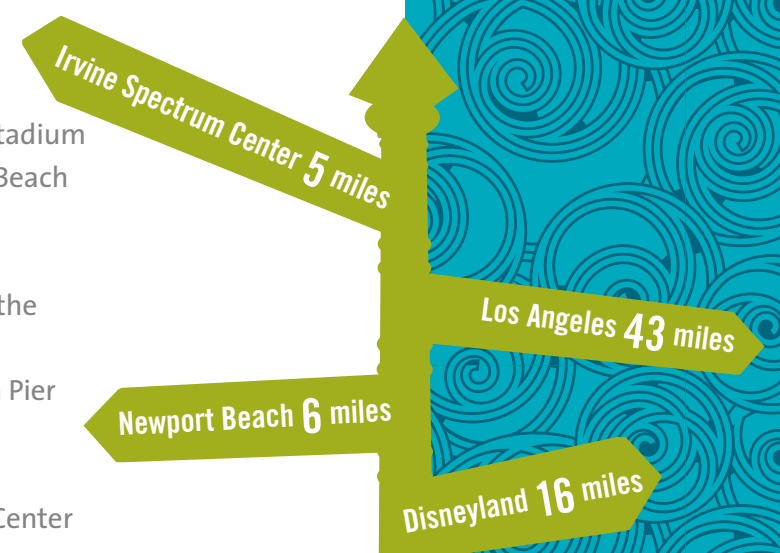 Irvine Spectrum Center 5 miles
Beach
the
Los Angeles 43 miles
Pier
Newport Beach 6 miles
Center
Disneyland 16 miles